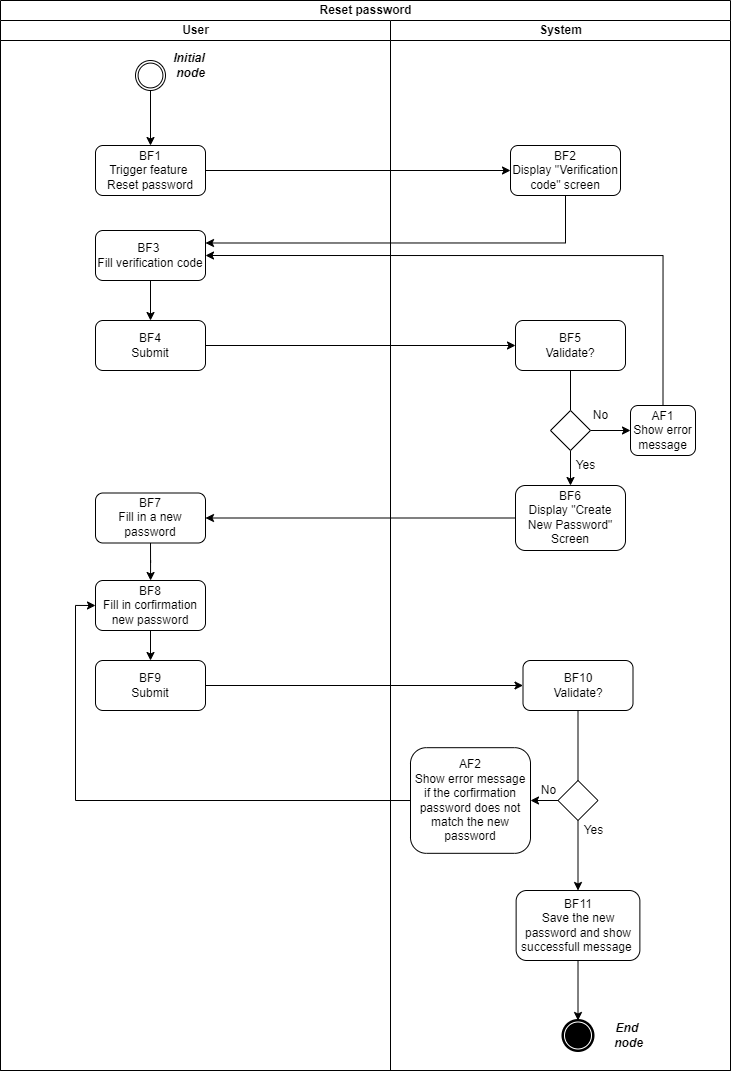 Reset password
User
System
Initial
node
BF1
Trigger feature
Reset password
BF2
Display "Verification
code" screen
BF3
Fill verification code
BF4
Submit
BF5
Validate?
No
AF1
Show error
message
Yes
BF6
Display "Create
New Password"
Screen
BF7
Fill in a new
password
BF8
Fill in corfirmation
new password
BF9
Submit
BF10
Validate?
AF2
Show error message
if the corfirmation
password does not
match the new
password
No
Yes
BF11
Save the new
password and show
successfull message
End
node